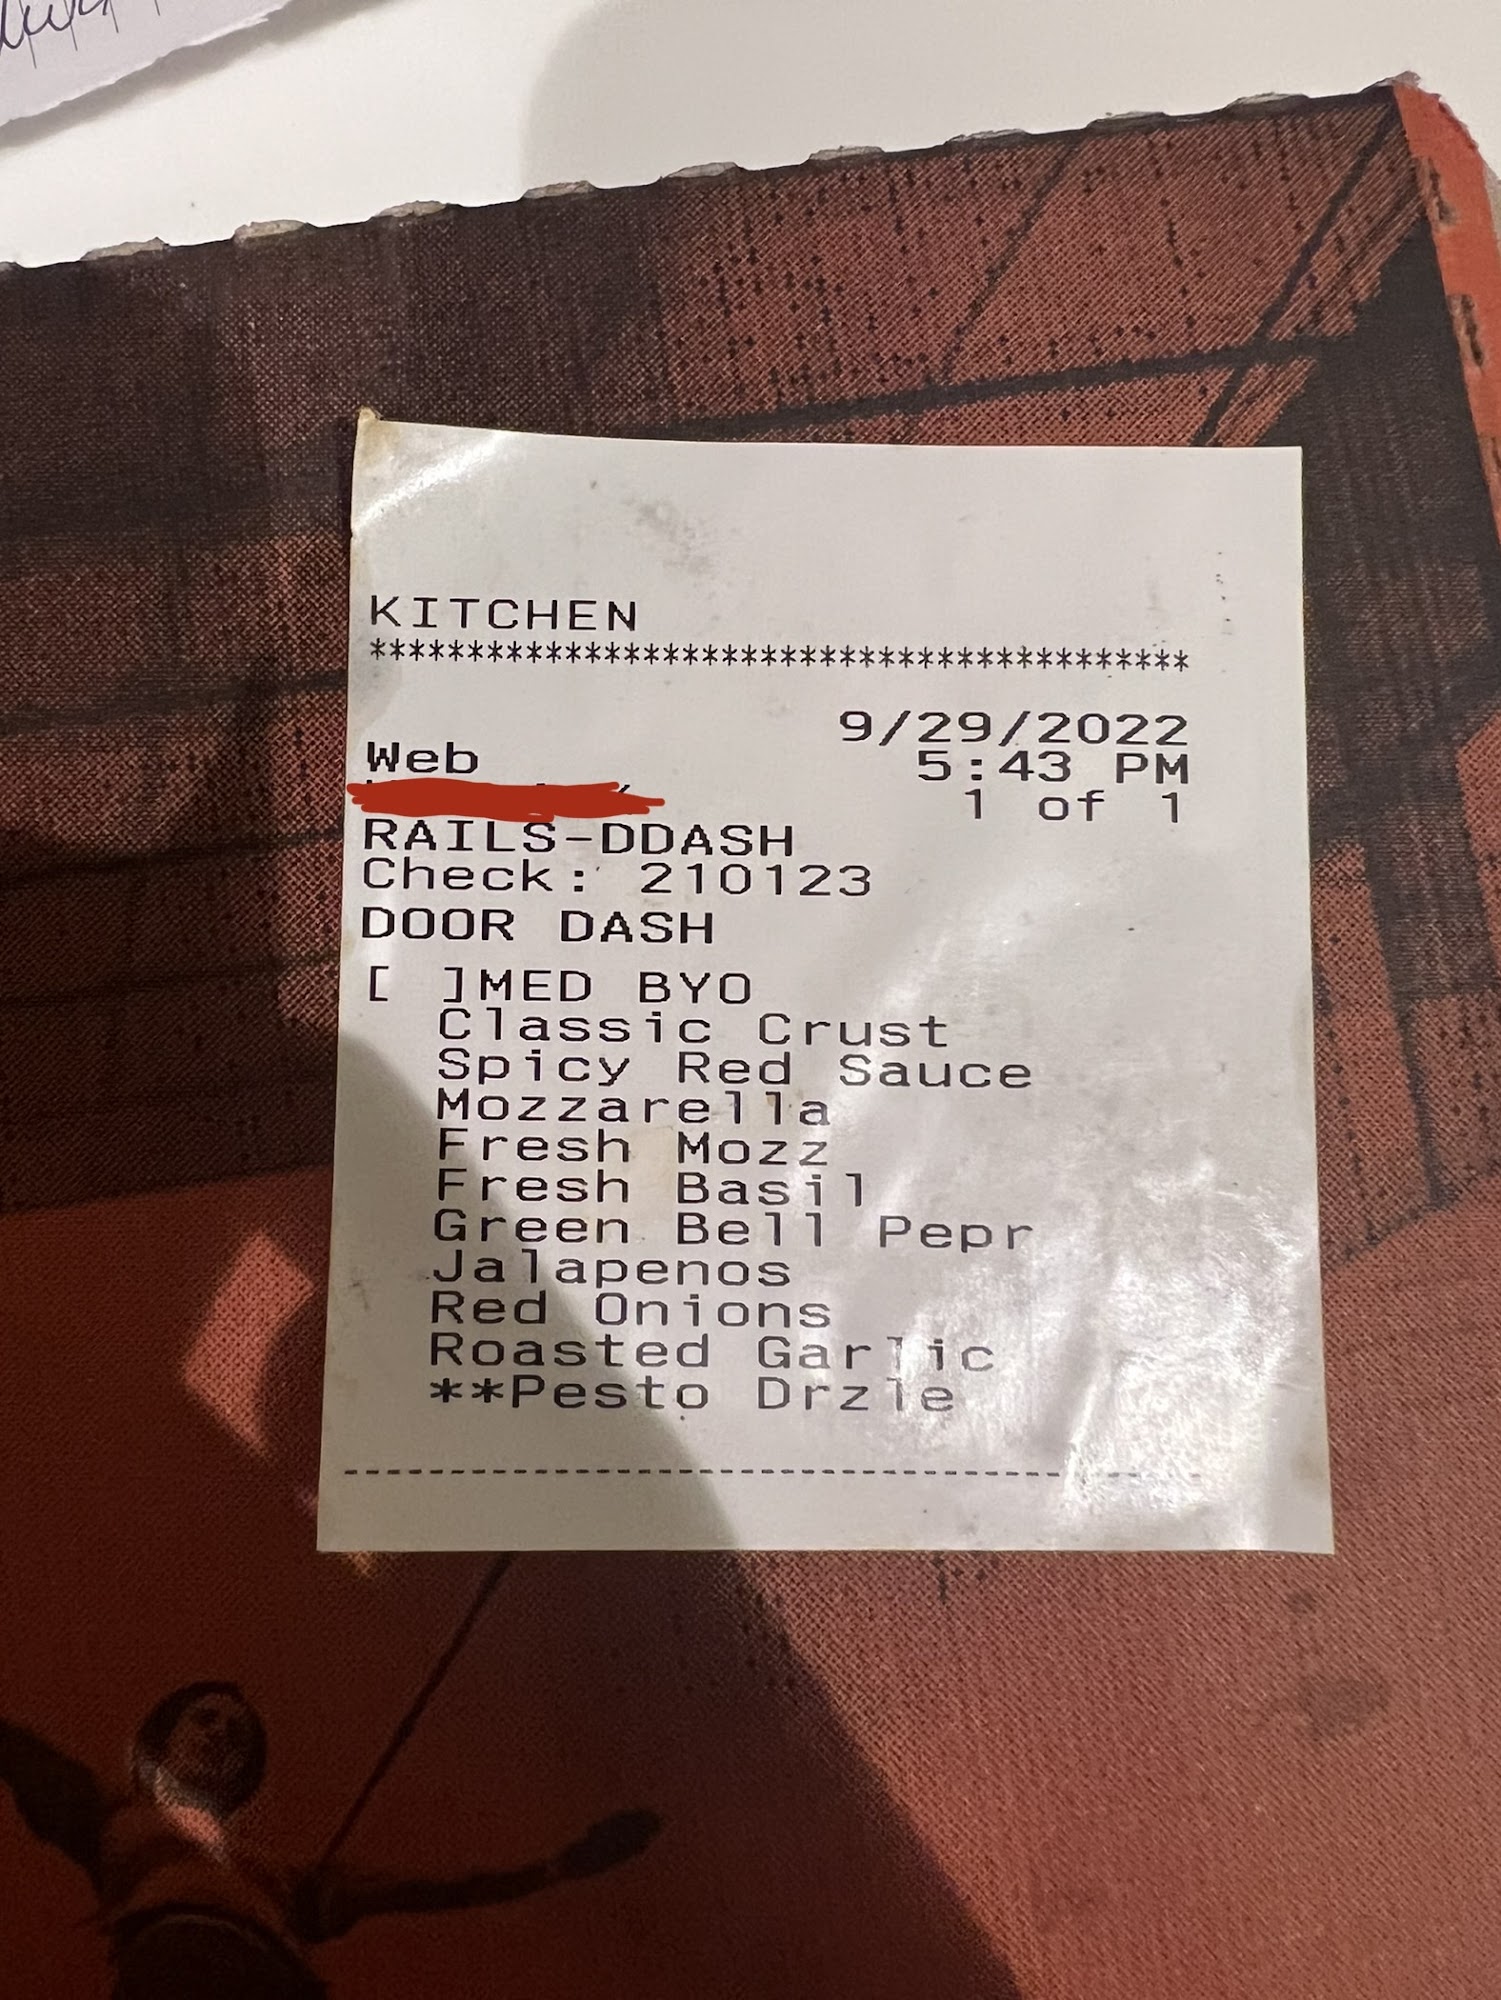 KITCHEN
******************************************
9/29/2022
Web
5:43 PM
1 of 1
RAILS-DDASH
Check: 210123
DOOR DASH
[ ]MED BYO
Classic Crust
Spicy Red Sauce
Mozzarella
Fresh Mozz
Fresh Basil
Green Bell Pepr
Jalapenos
Red Onions
Roasted Garlic
**Pesto Drzle